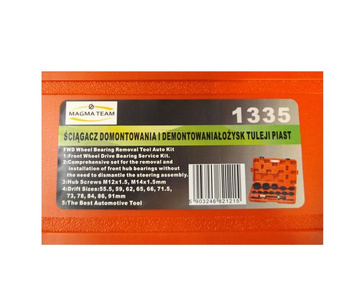 MAGMA TEAM
1335
ŚCIĄGACZ DOMONTOWANIA I DEMONTOWANIAŁOŻYSK TULEJI PIAST
FWD Wheel Bearing Removal Tool Auto Kit
1:Front Wheel Drive Bearing Service Kit.
2:Comprehensive set for the removal and
installation of front hub bearings without
the need to dismantle the steering assembly.
3:Hub Screws M12x1.5, M14x1.5mm
4:Drift Sizes:55.5, 59, 62, 65, 66, 71.5,
73, 78, 84, 86, 91mm
5:The Best Automotive Tool
5 903246 821215